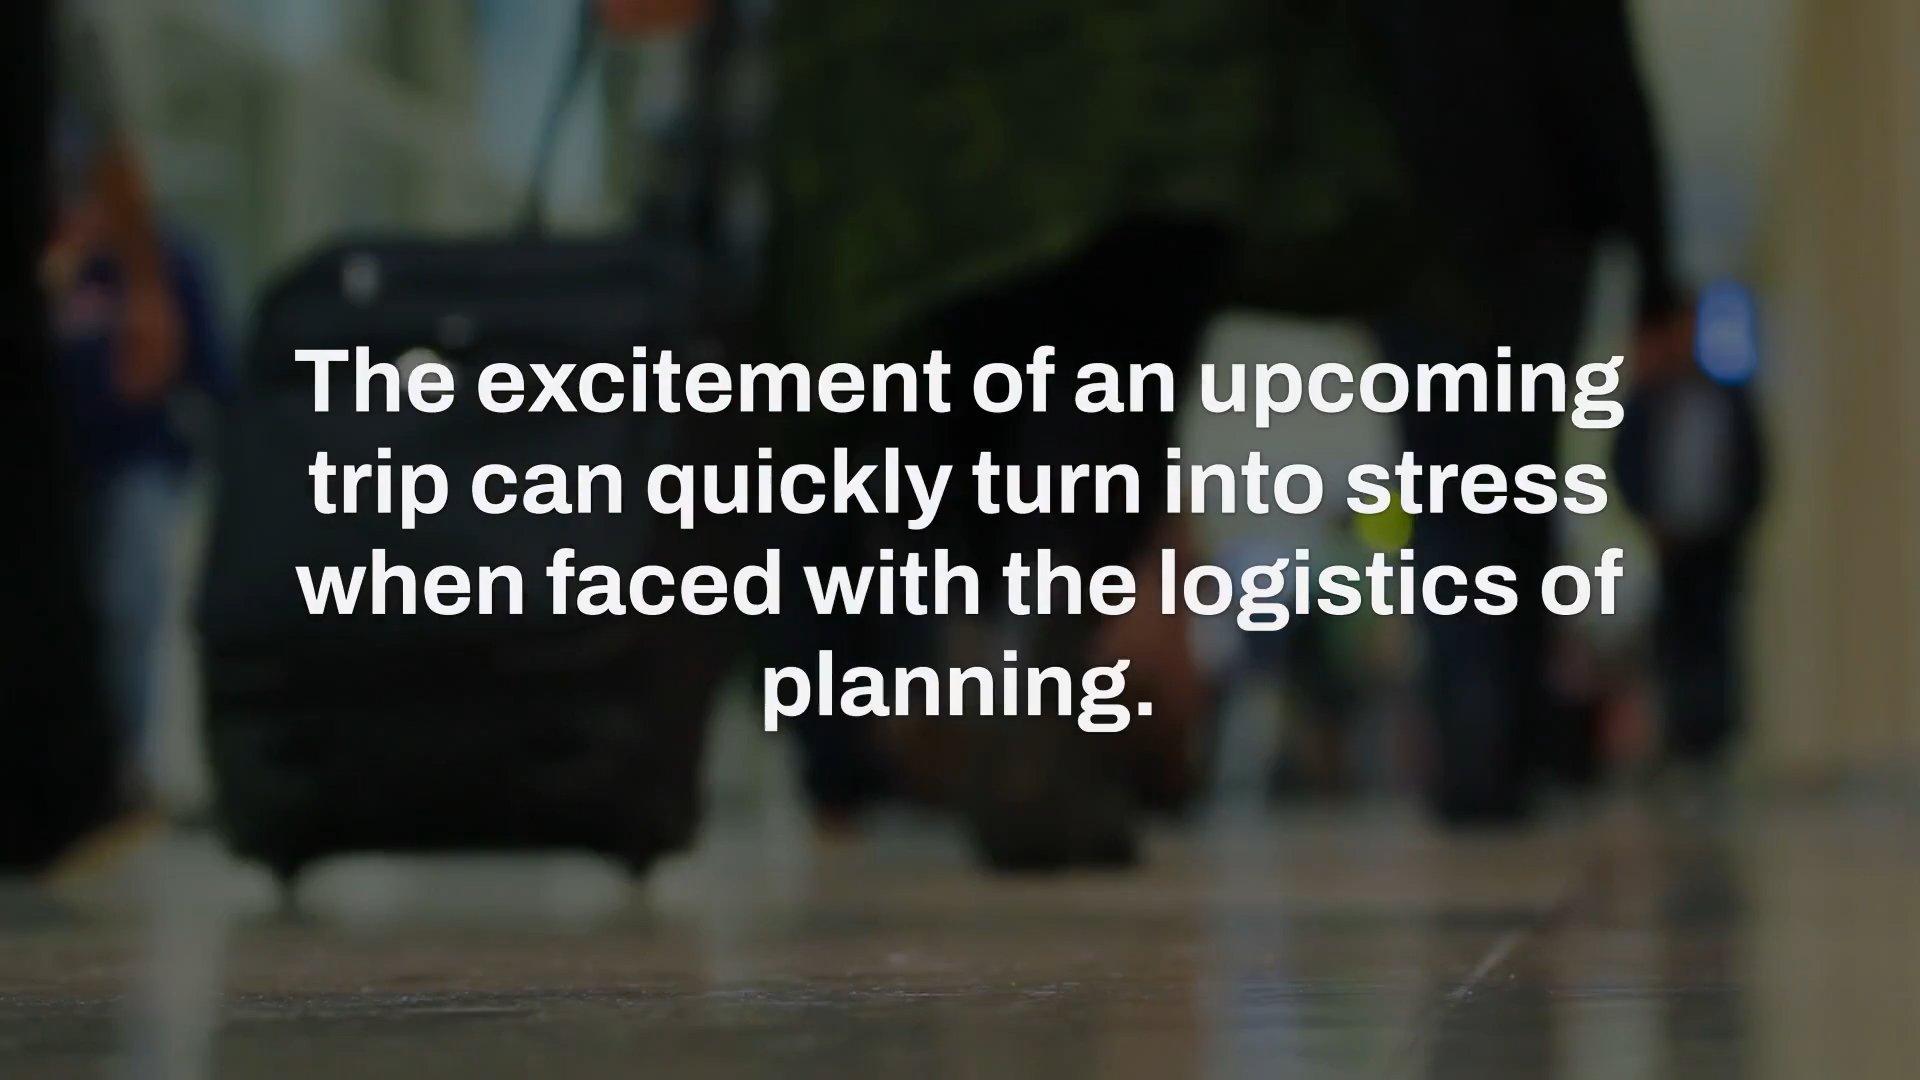 The excitement of an upcoming
trip can quickly turn into stress
when faced with the logistics of
planning.